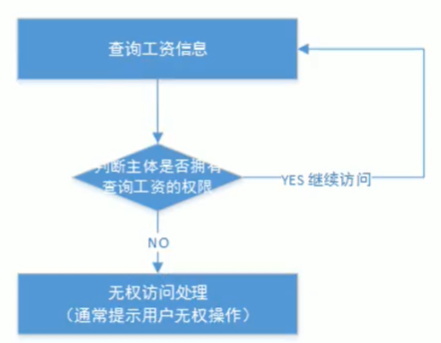 查询工资信息
判断主体是否拥有
查询工资的权限
YES 继续访问
NO
无权访问处理
（通常提示用户无权操作）